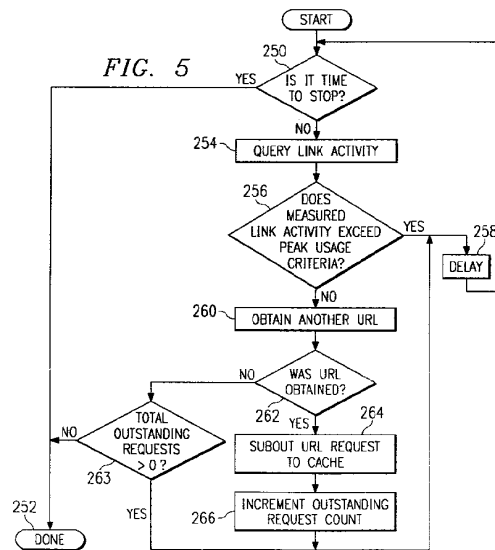 START
FIG. 5
250
YES
IS IT TIME
TO STOP?
NO
254
QUERY LINK ACTIVITY
256
DOES
MEASURED
LINK ACTIVITY EXCEED
PEAK USAGE
CRITERIA?
YES
258
DELAY
NO
260
OBTAIN ANOTHER URL
NO
WAS URL
OBTAINED?
262
YES
264
TOTAL
OUTSTANDING
REQUESTS
> 0 ?
NO
263
SUBOUT URL REQUEST
TO CACHE
252
DONE
YES
266
INCREMENT OUTSTANDING
REQUEST COUNT